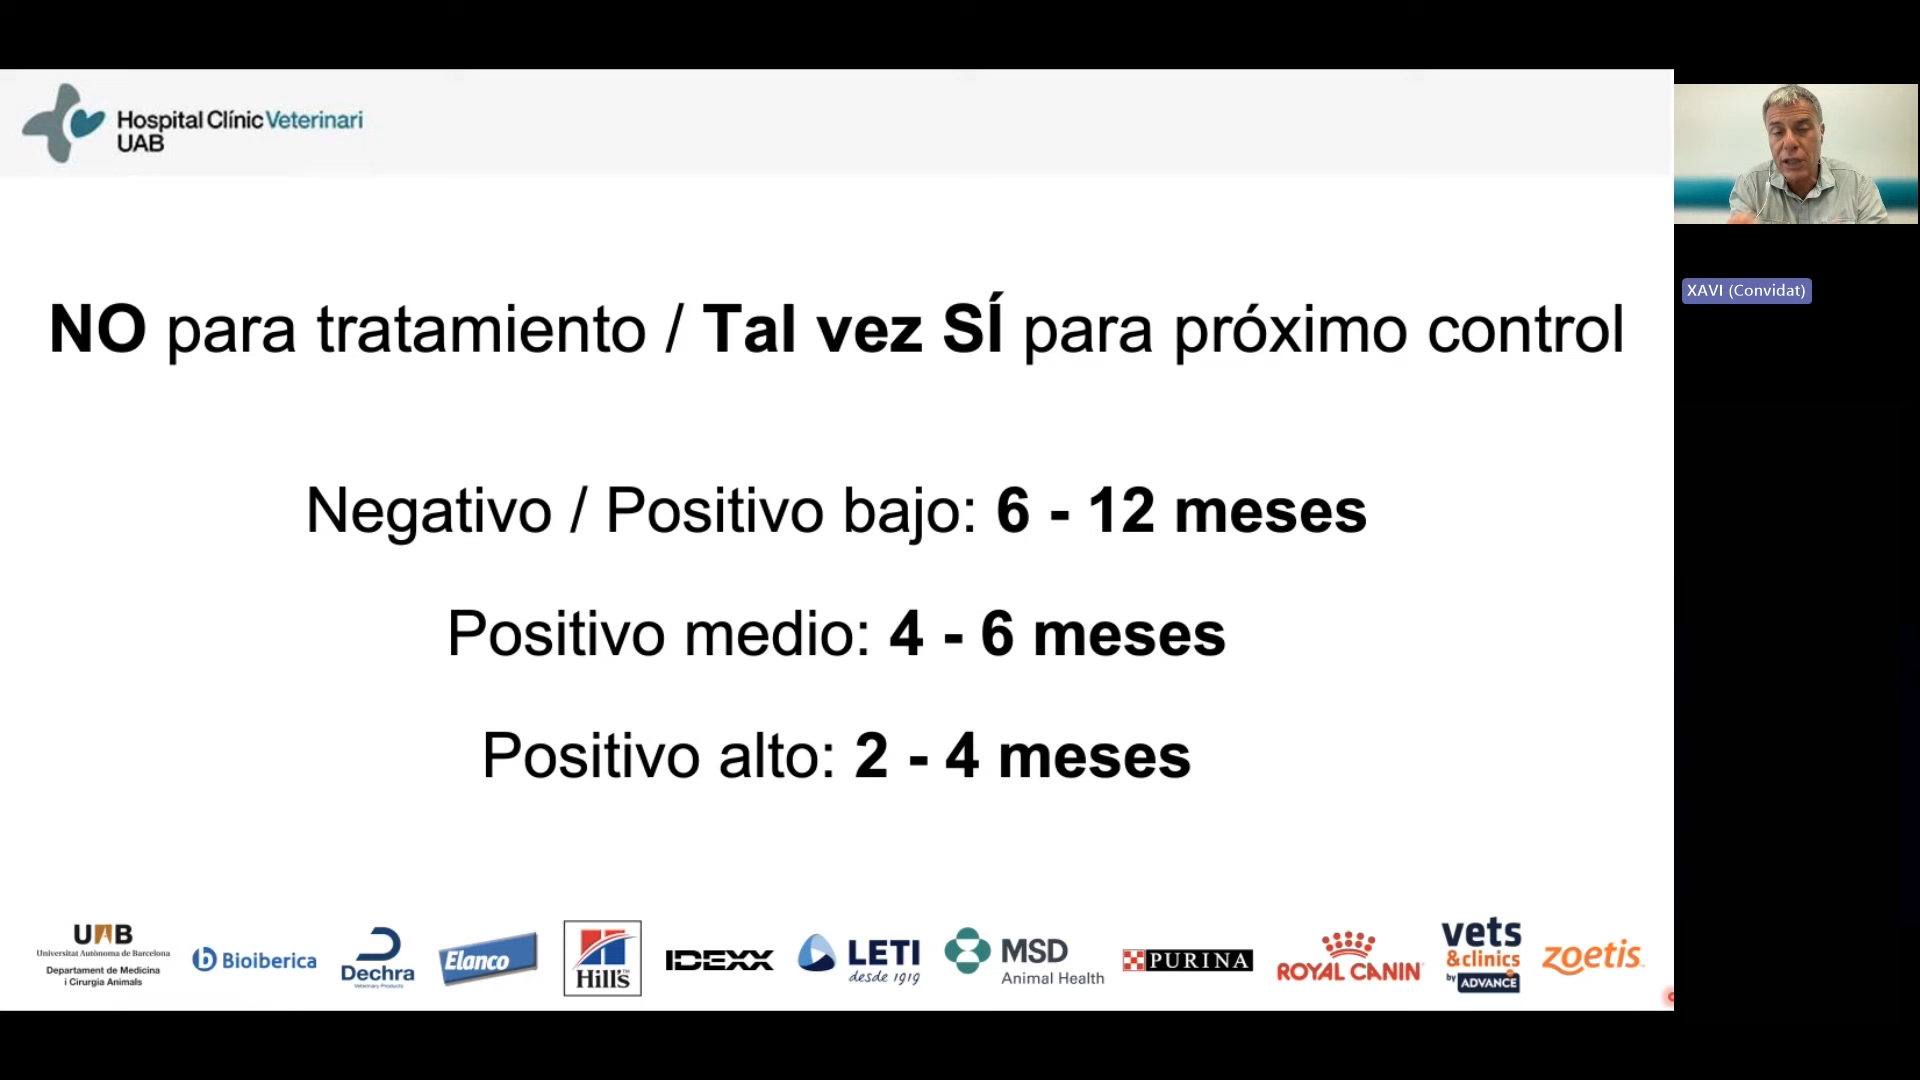 Hospital Clínic Veterinari
UAB
XAVI (Convidat)
NO para tratamiento / Tal vez SÍ para próximo control
Negativo / Positivo bajo: 6 - 12 meses
Positivo medio: 4 - 6 meses
Positivo alto: 2 - 4 meses
UAB
Universitat Autònoma de Barcelona
Departament de Medicina
i Cirurgia Animals
Bioiberica
Dechra
Veterinary Products
Elanco
Hill's
IDEXX
LETI
desde 1919
MSD
Animal Health
PURINA
ROYAL CANIN
vets
&clinics
by ADVANCE
zoetis